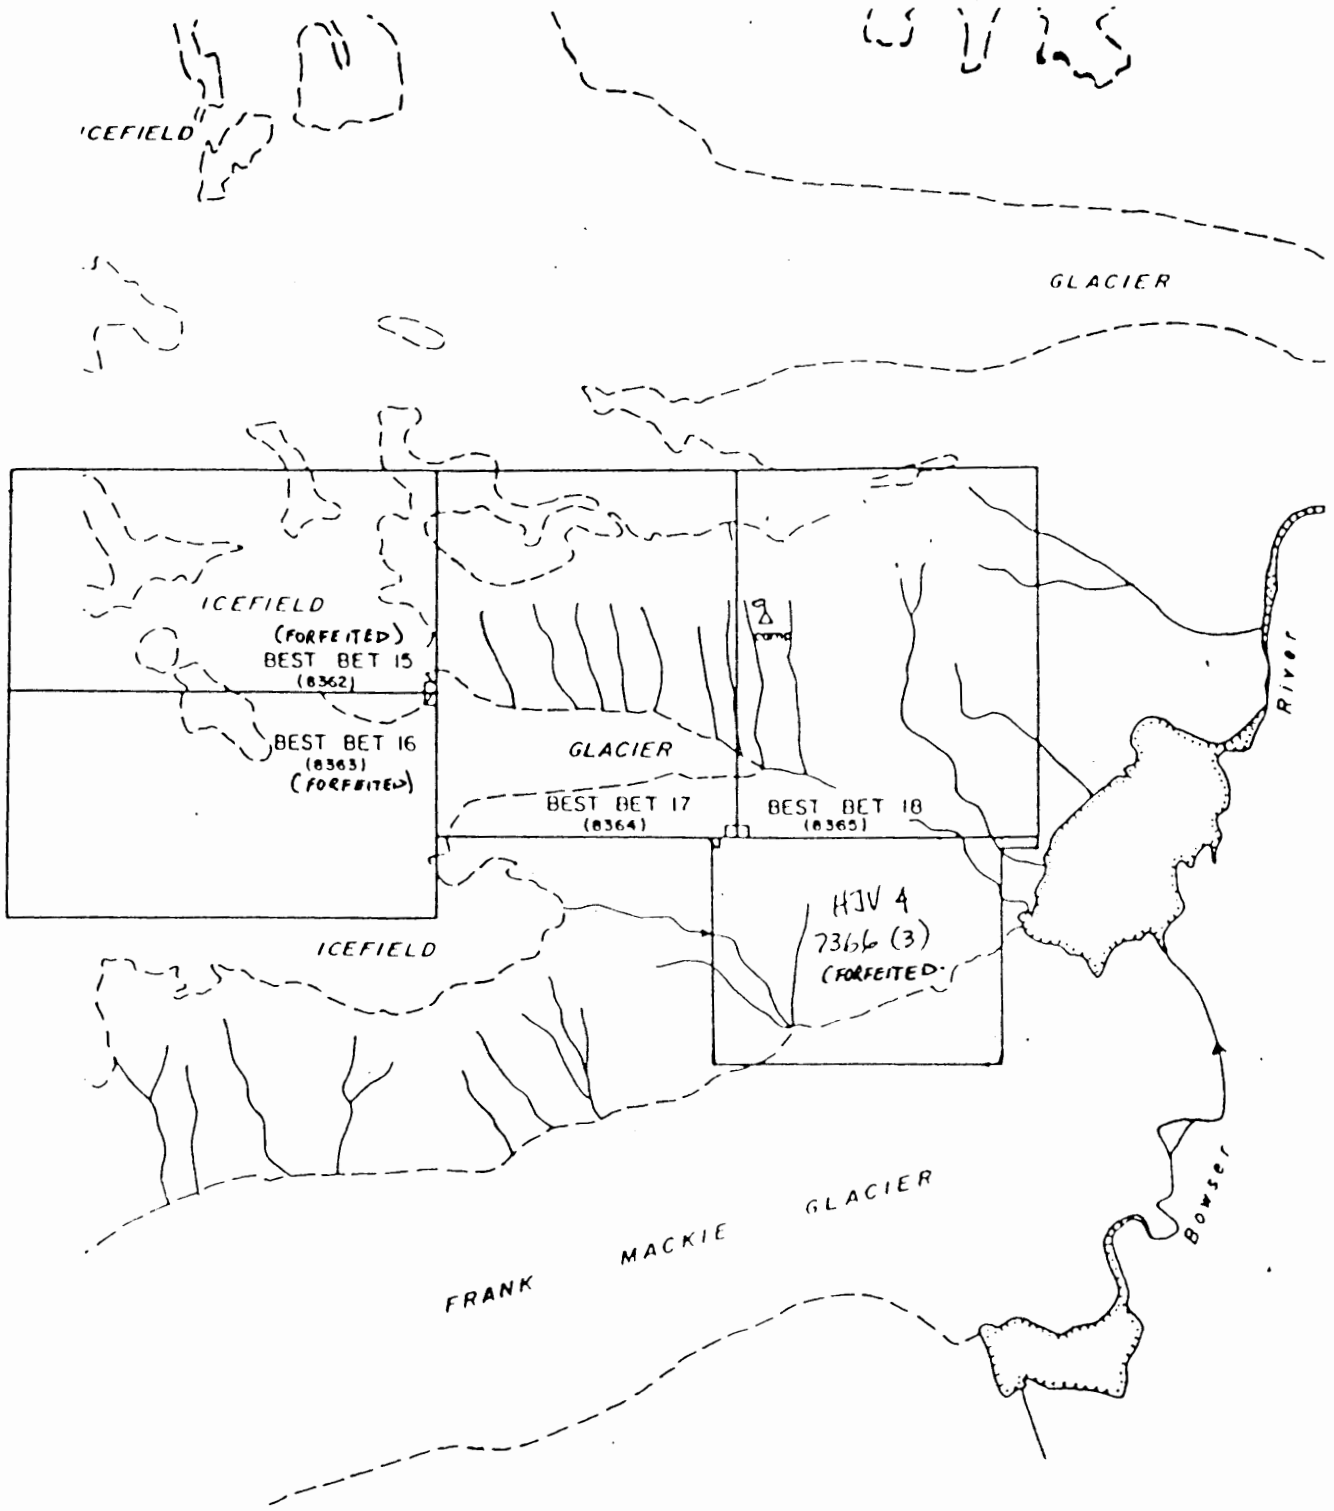 ICEFIELD
GLACIER
ICEFIELD
(FORFEITED)
BEST BET 15
(8362)
BEST BET 16
(8363)
(FORFEITED)
GLACIER
BEST BET 17
(8364)
BEST BET 18
(8365)
River
HJV 4
7366 (3)
(FORFEITED.
ICEFIELD
FRANK MACKIE GLACIER
Bowser